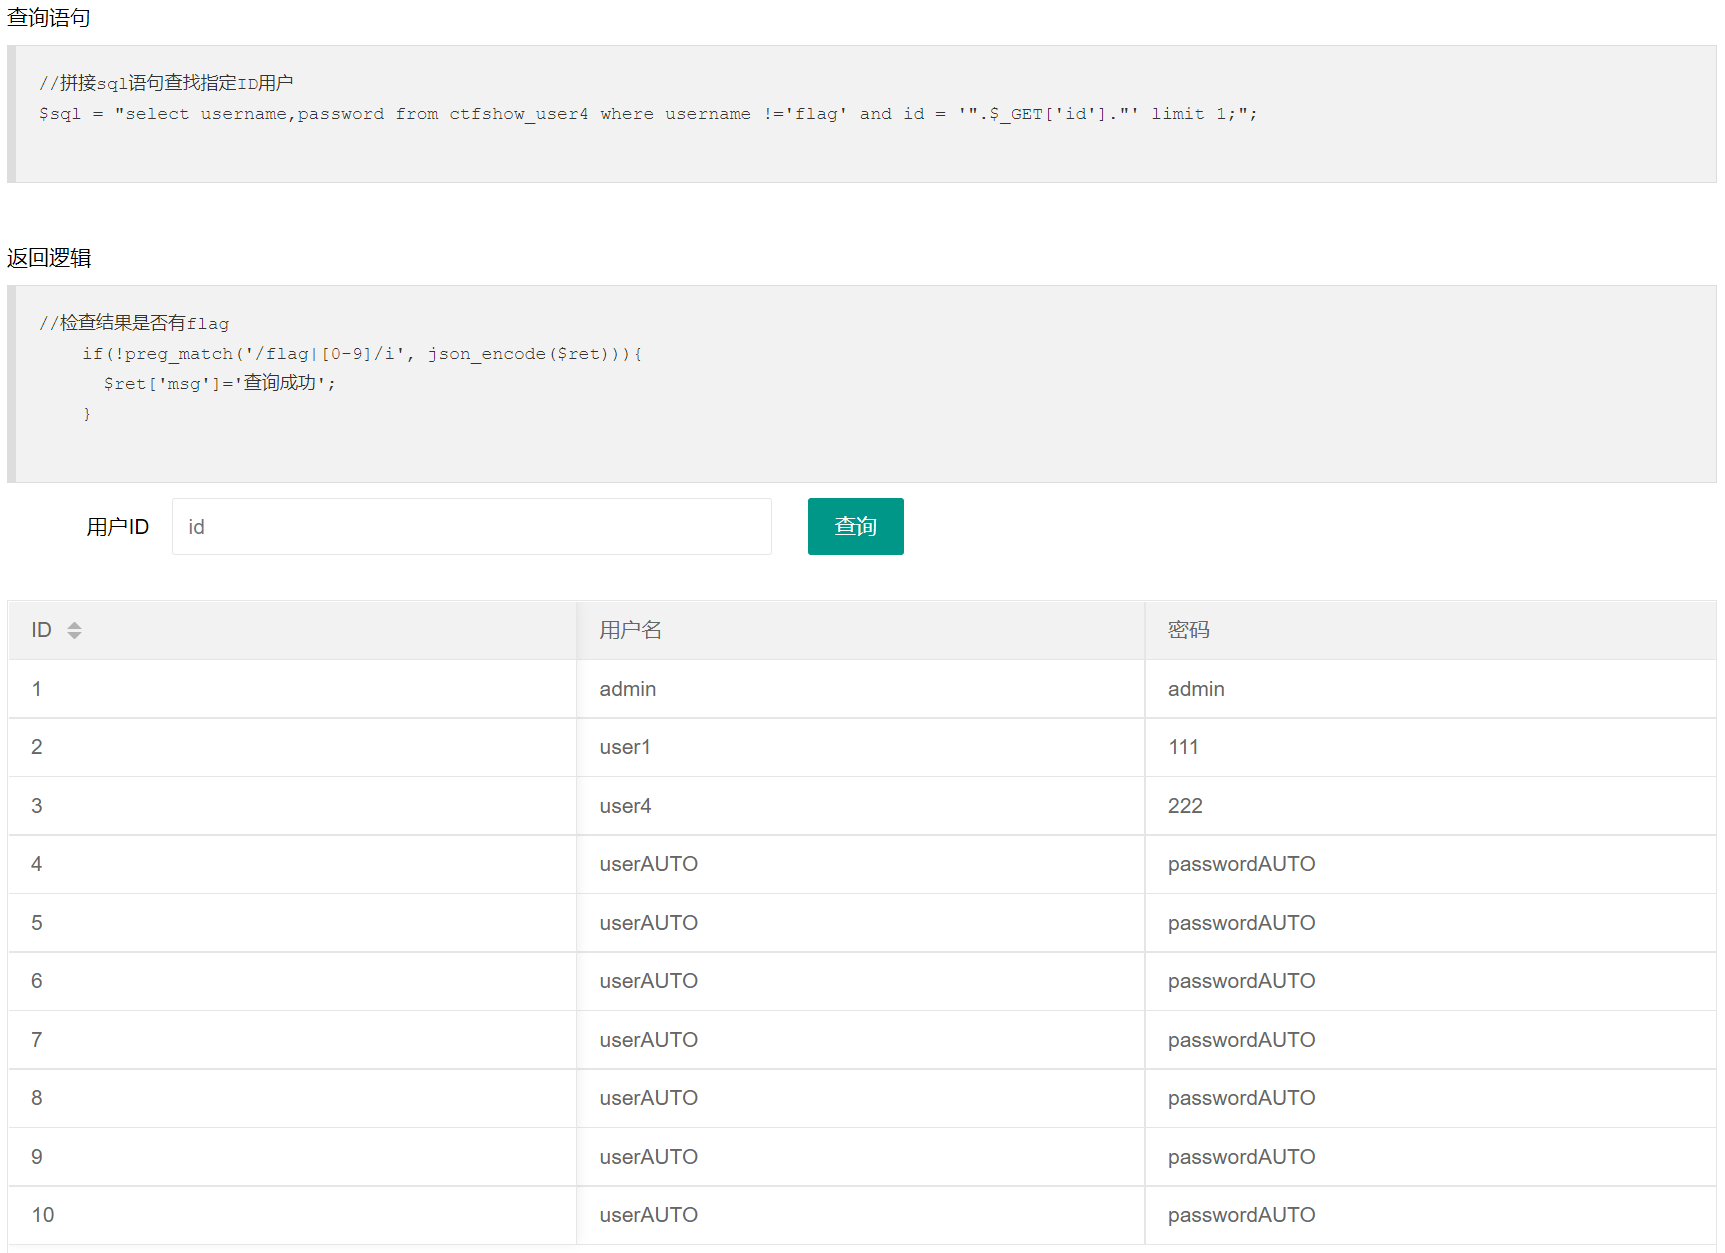 查询语句
//拼接sql语句查找指定ID用户
$sql = "select username,password from ctfshow_user4 where username !='flag' and id = '".$_GET['id']."' limit 1;";
返回逻辑
//检查结果是否有flag
if(!preg_match('/flag|[0-9]/i', json_encode($ret))){
$ret['msg']='查询成功';
}
用户ID id 查询
ID 用户名 密码
1 admin admin
2 user1 111
3 user4 222
4 userAUTO passwordAUTO
5 userAUTO passwordAUTO
6 userAUTO passwordAUTO
7 userAUTO passwordAUTO
8 userAUTO passwordAUTO
9 userAUTO passwordAUTO
10 userAUTO passwordAUTO